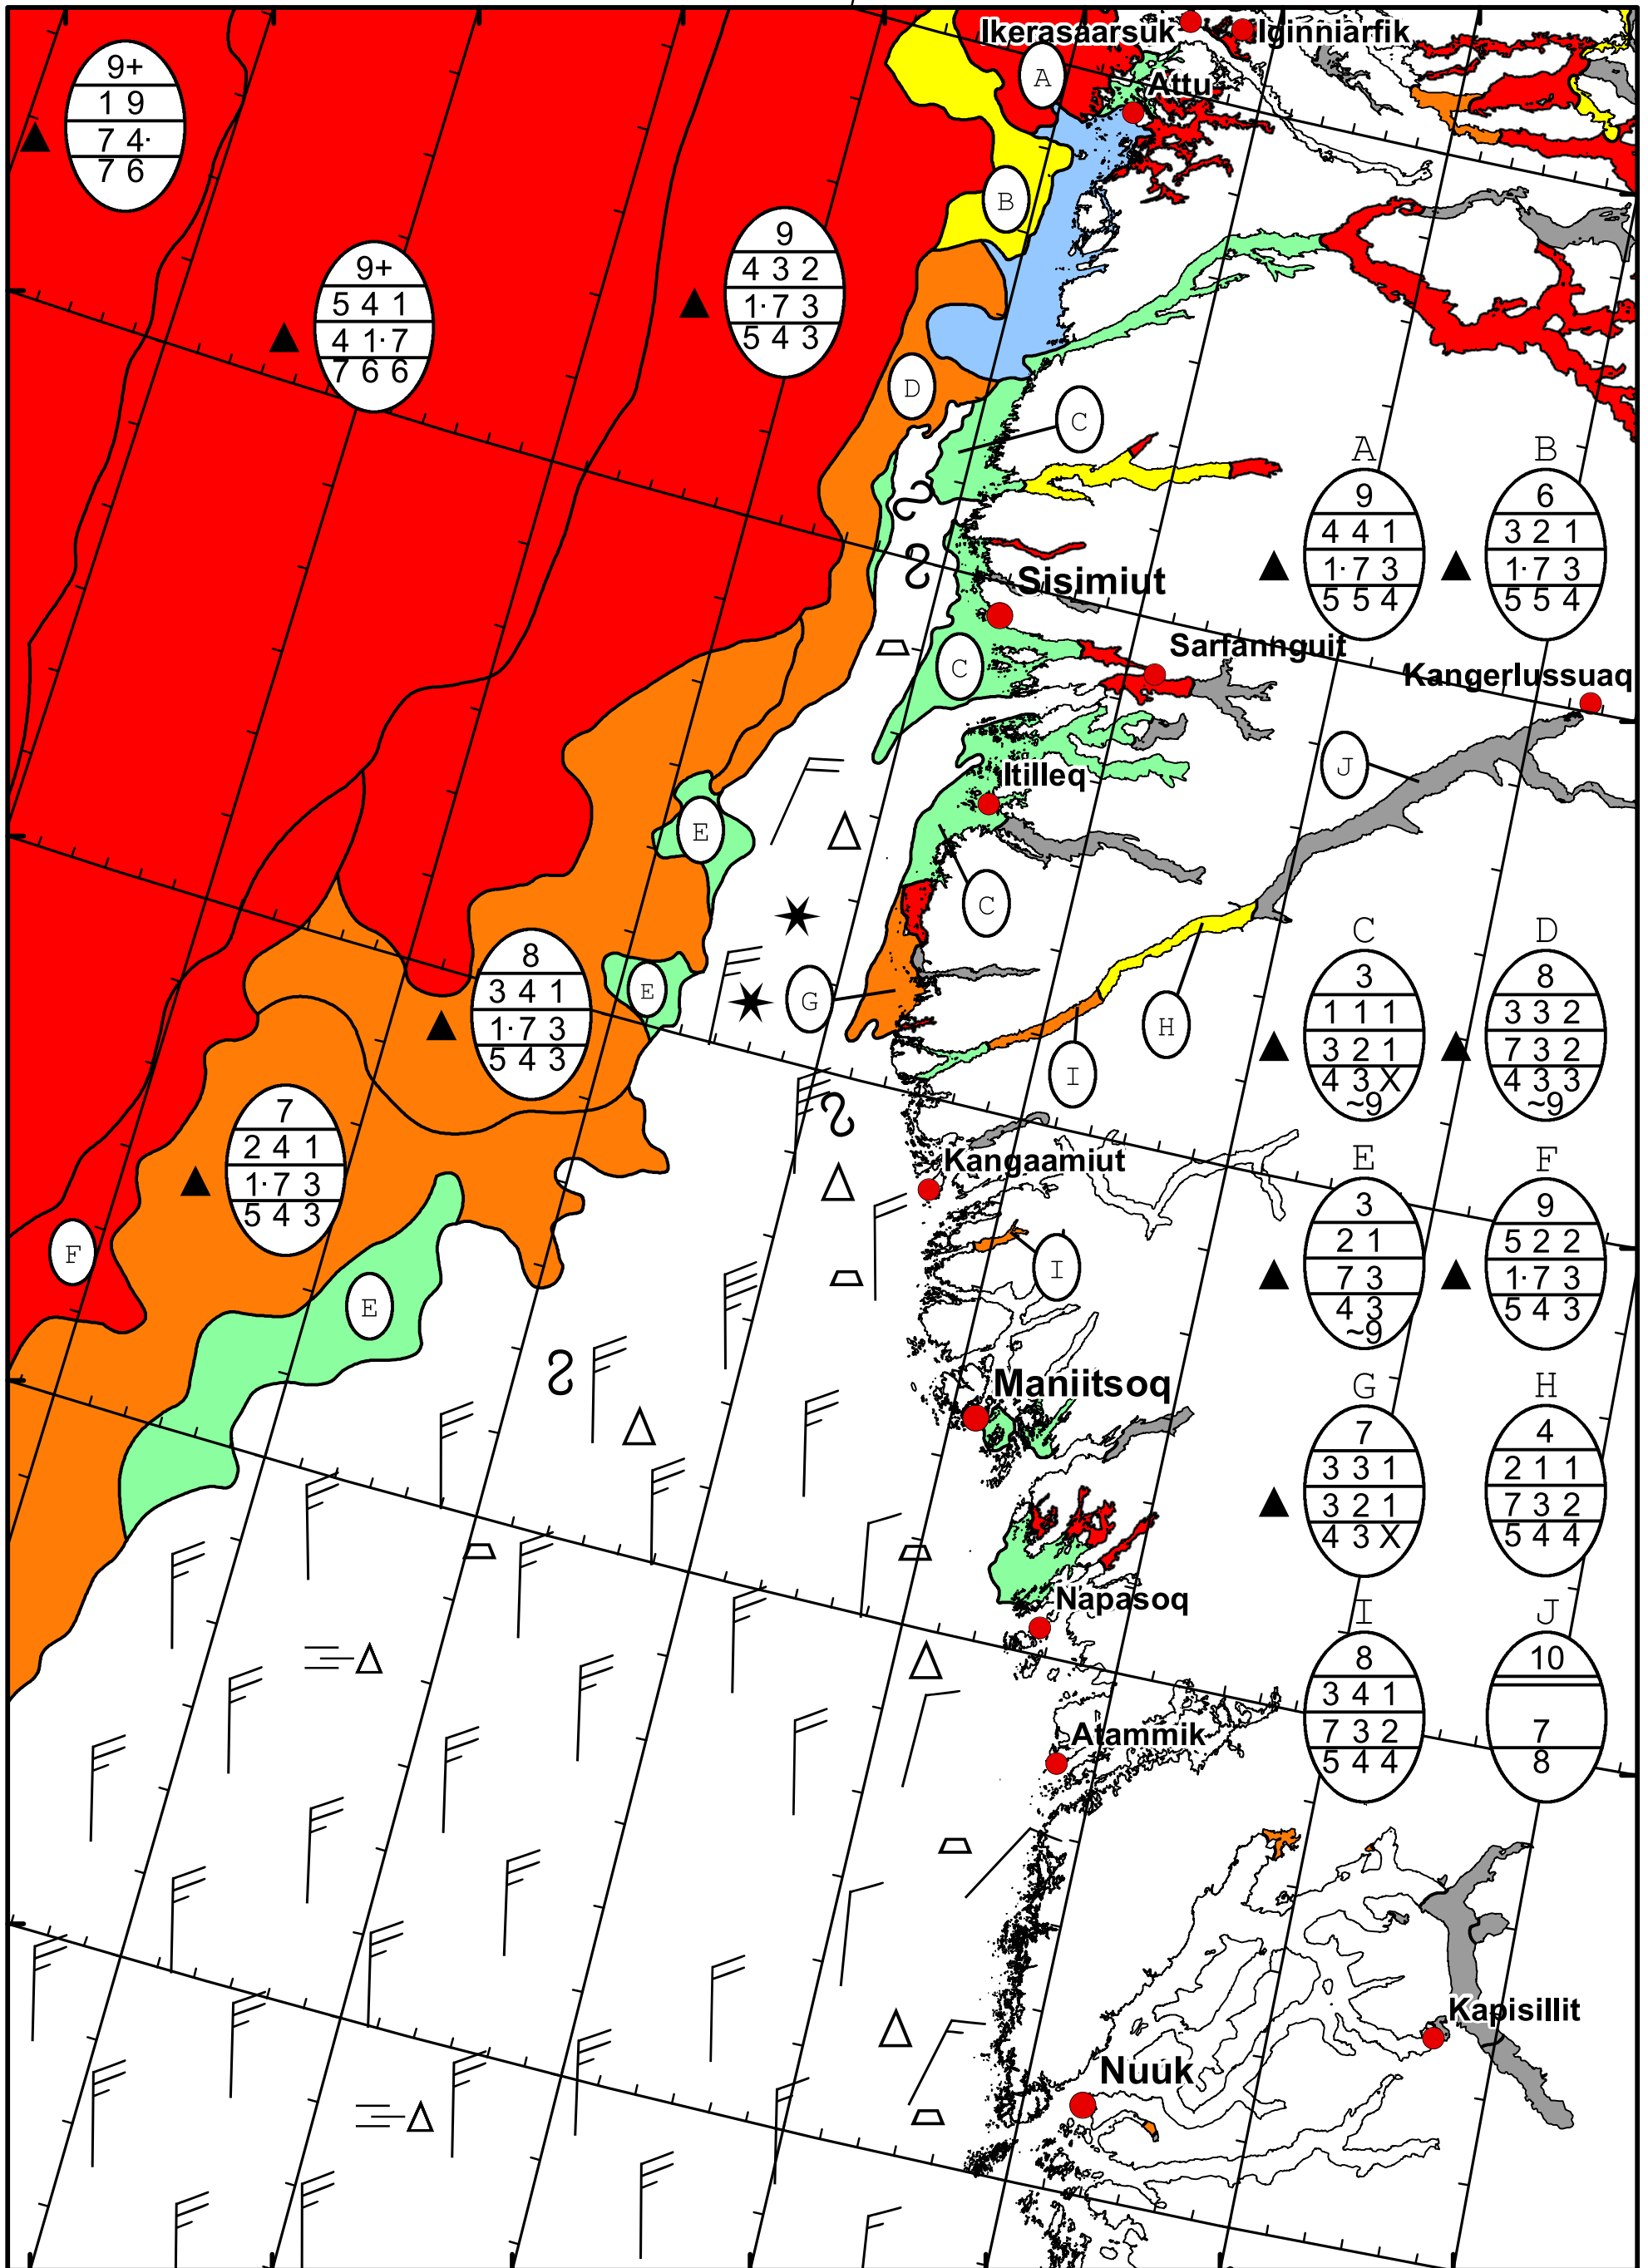 Ikerasaarsuk
Iginniarfik
Attu
9+
1 9
7 4·
7 6
A
B
9
4 3 2
1·7 3
5 4 3
9+
5 4 1
4 1·7
7 6 6
D
C
A
9
4 4 1
1·7 3
5 5 4
B
6
3 2 1
1·7 3
5 5 4
Sisimiut
Sarfannguit
C
Kangerlussuaq
J
Itilleq
E
C
E
G
8
3 4 1
1·7 3
5 4 3
H
I
C
3
1 1 1
3 2 1
4 3 X
~9
D
8
3 3 2
7 3 2
4 3 3
~9
7
2 4 1
1·7 3
5 4 3
Kangaamiut
F
I
E
E
3
2 1
7 3
4 3
~9
F
9
5 2 2
1·7 3
5 4 3
Maniitsoq
G
7
3 3 1
3 2 1
4 3 X
H
4
2 1 1
7 3 2
5 4 4
Napasoq
I
8
3 4 1
7 3 2
5 4 4
J
10
7
8
Atammik
Kapisillit
Nuuk